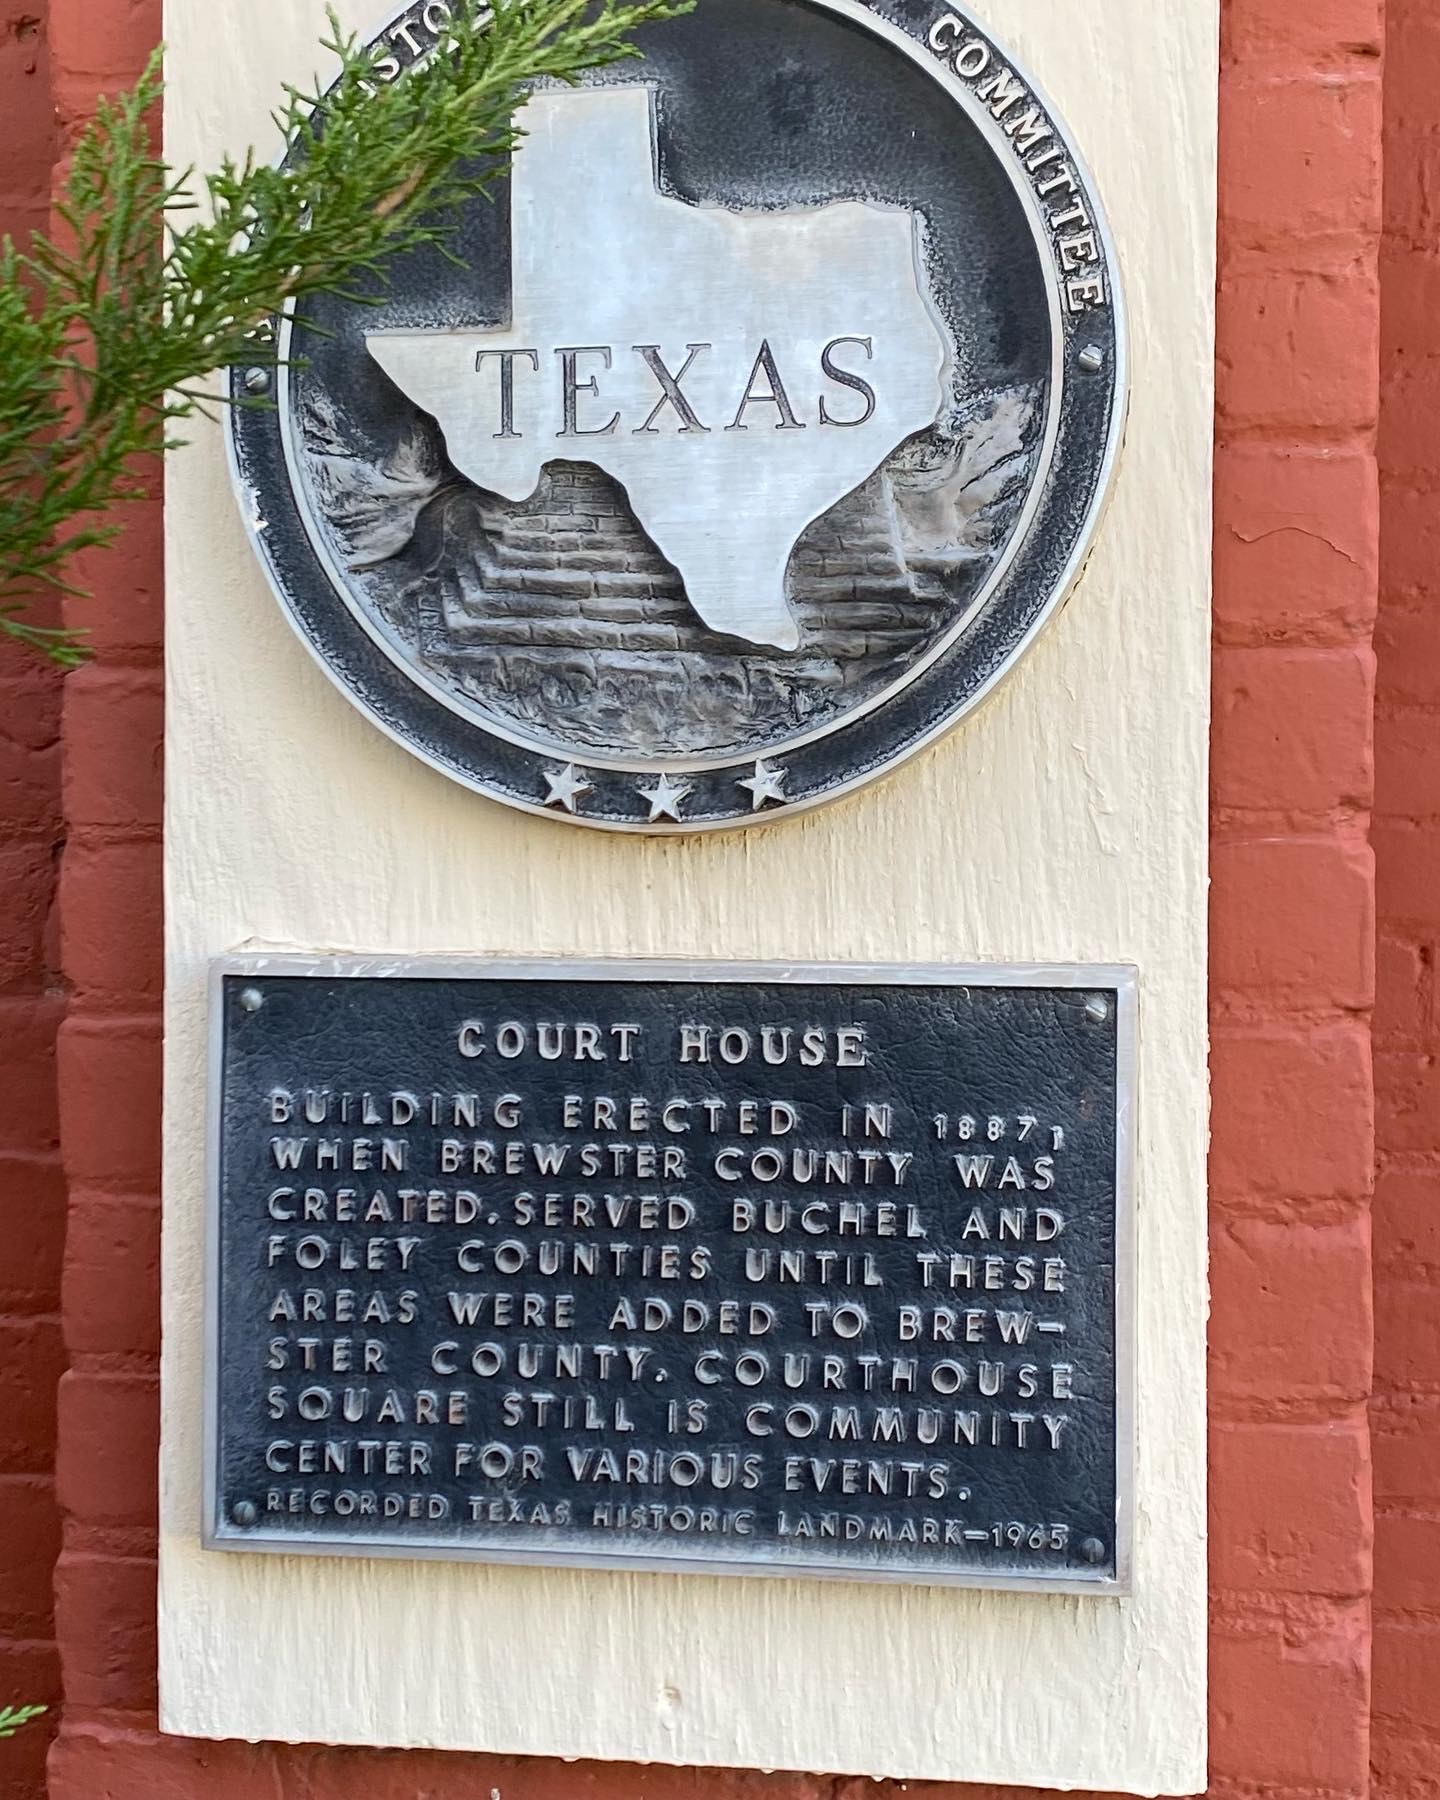 COMMITTEE
TEXAS
COURT HOUSE
BUILDING ERECTED IN 1887,
WHEN BREWSTER COUNTY WAS
CREATED. SERVED BUCHEL AND
FOLEY COUNTIES UNTIL THESE
AREAS WERE ADDED TO BREW-
STER COUNTY. COURTHOUSE
SQUARE STILL IS COMMUNITY
CENTER FOR VARIOUS EVENTS.
RECORDED TEXAS HISTORIC LANDMARK-1965